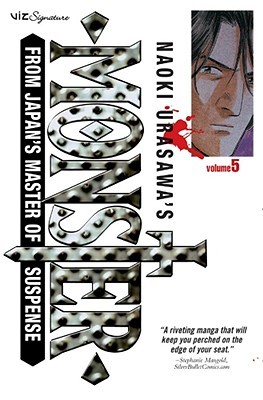 VIZ Signature
NAOKI URASAWA'S
MONSTER
FROM JAPAN'S MASTER OF SUSPENSE
volume 5
"A riveting manga that will
keep you perched on the
edge of your seat."
—Stephanie Mangold,
SilverBulletComics.com